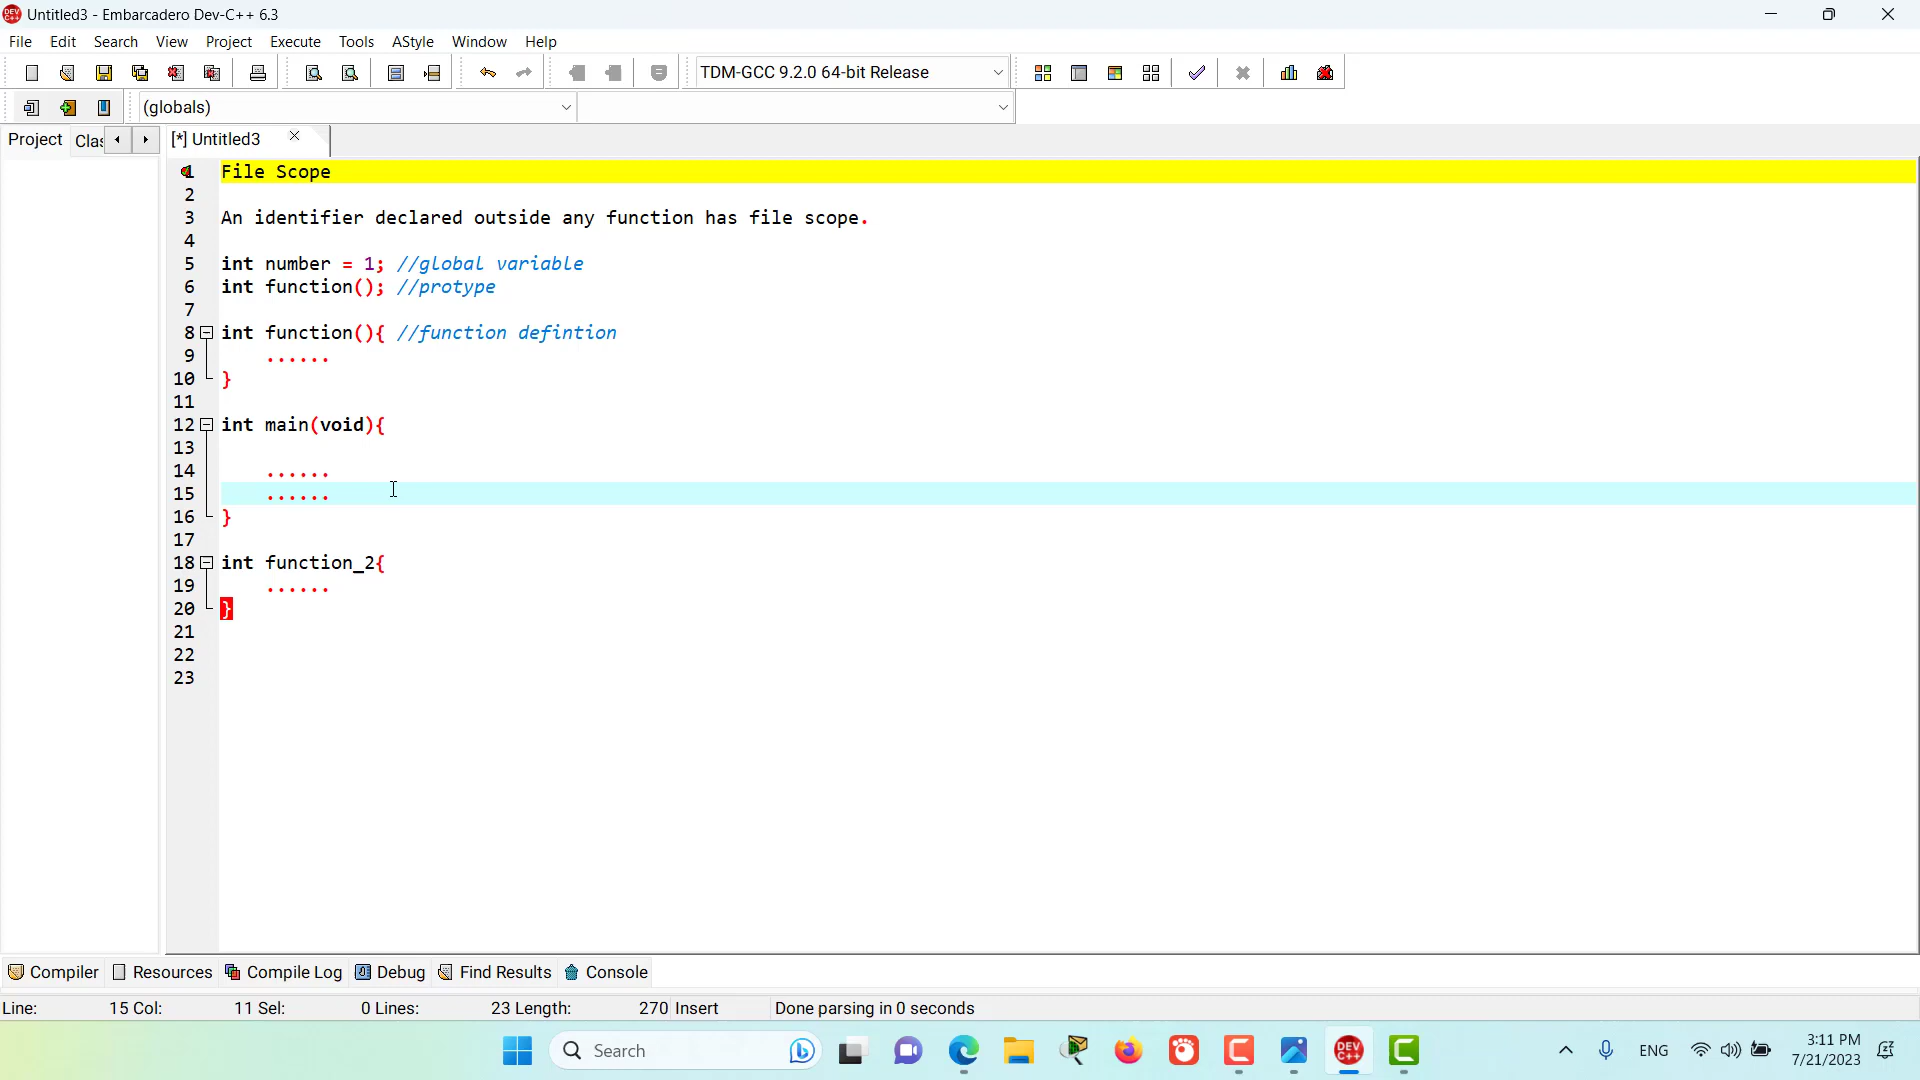 Untitled3 - Embarcadero Dev-C++ 6.3
File Edit Search View Project Execute Tools AStyle Window Help
TDM-GCC 9.2.0 64-bit Release
(globals)
Project Clas [*] Untitled3
1 File Scope
2
3 An identifier declared outside any function has file scope.
4
5 int number = 1; //global variable
6 int function(); //protype
7
8 int function(){ //function defintion
9 ......
10 }
11
12 int main(void){
13
14 ......
15 ......
16 }
17
18 int function_2{
19 ......
20 }
21
22
23
Compiler Resources Compile Log Debug Find Results Console
Line: 15 Col: 11 Sel: 0 Lines: 23 Length: 270 Insert Done parsing in 0 seconds
Search ENG 3:11 PM
7/21/2023